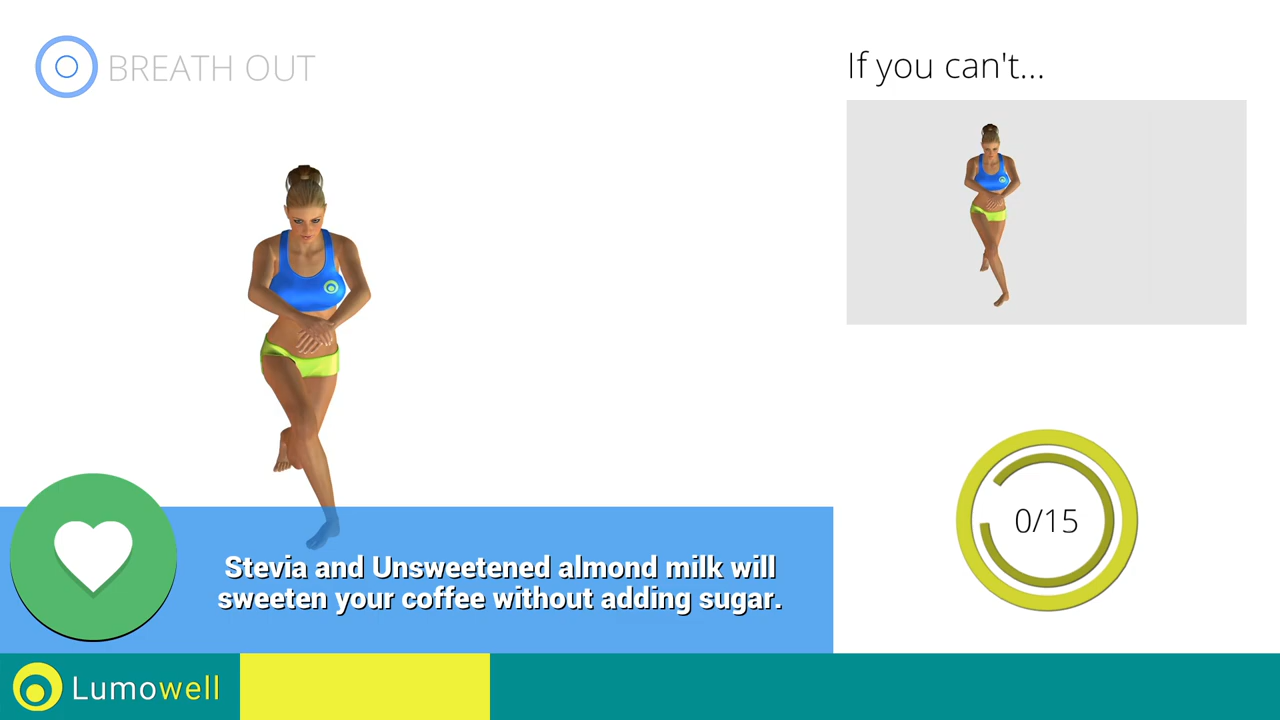 BREATH OUT
If you can't...
0/15
Stevia and Unsweetened almond milk will
sweeten your coffee without adding sugar.
Lumowell